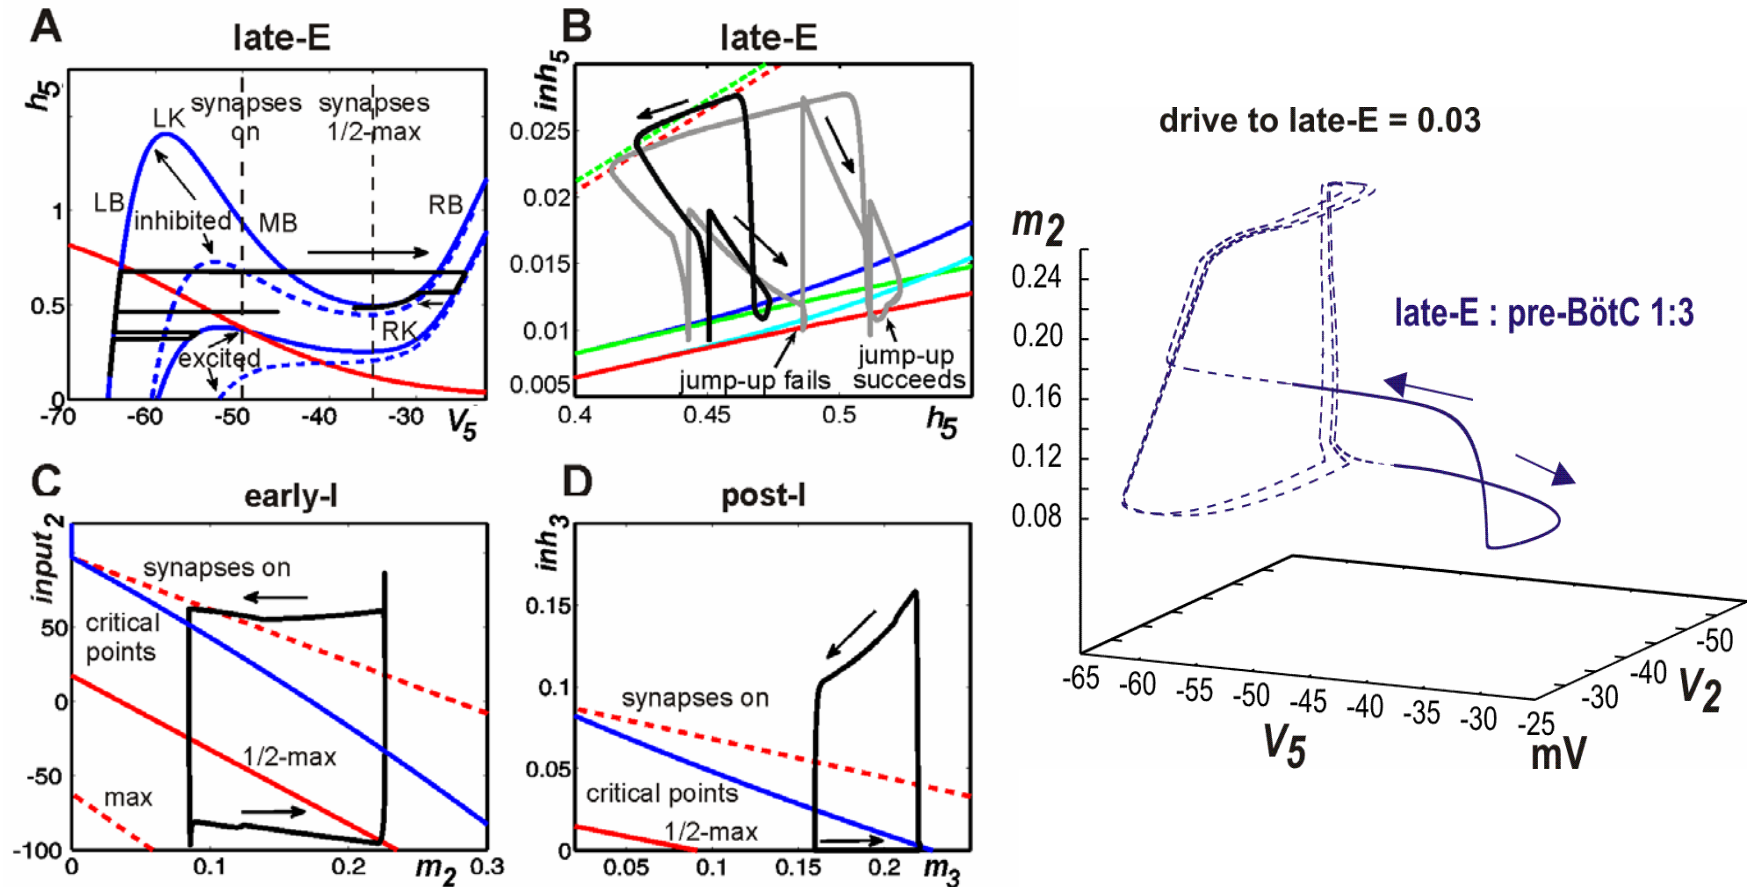 A
late-E
h5
LK
synapses
on
synapses
1/2-max
1
LB
inhibited
MB
RB
0.5
RK
excited
0
-70
-60
-50
-40
-30
V5
B
late-E
inh5
0.025
0.02
0.015
0.01
0.005
jump-up fails
jump-up
succeeds
0.4
0.45
0.5
h5
drive to late-E = 0.03
m2
0.24
0.20
0.16
0.12
0.08
late-E : pre-BötC 1:3
-65
-60
-55
-50
-45
-40
-35
-30
-25
V5
mV
-30
-40
-50
V2
C
early-I
input2
synapses on
50
critical
points
0
1/2-max
-50
max
-100
0
0.1
0.2
0.3
m2
D
post-I
inh3
0.15
0.1
synapses on
0.05
critical points
1/2-max
0
0.05
0.1
0.15
0.2
m3